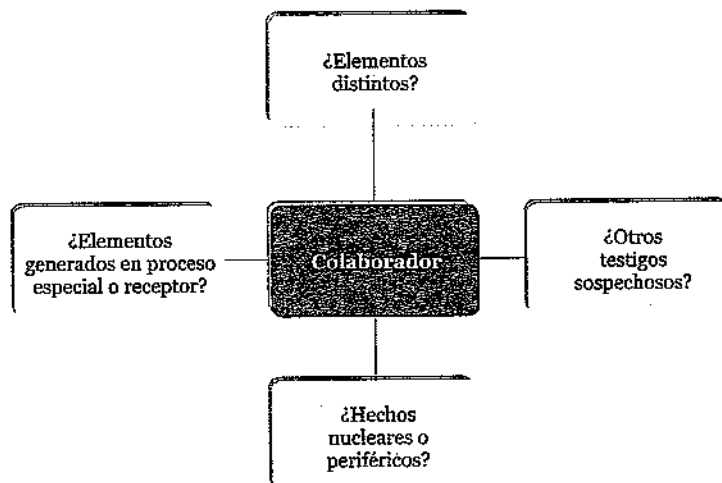 ¿Elementos
distintos?
¿Elementos
generados en proceso
especial o receptor?
Colaborador
¿Otros
testigos
sospechosos?
¿Hechos
nucleares o
periféricos?